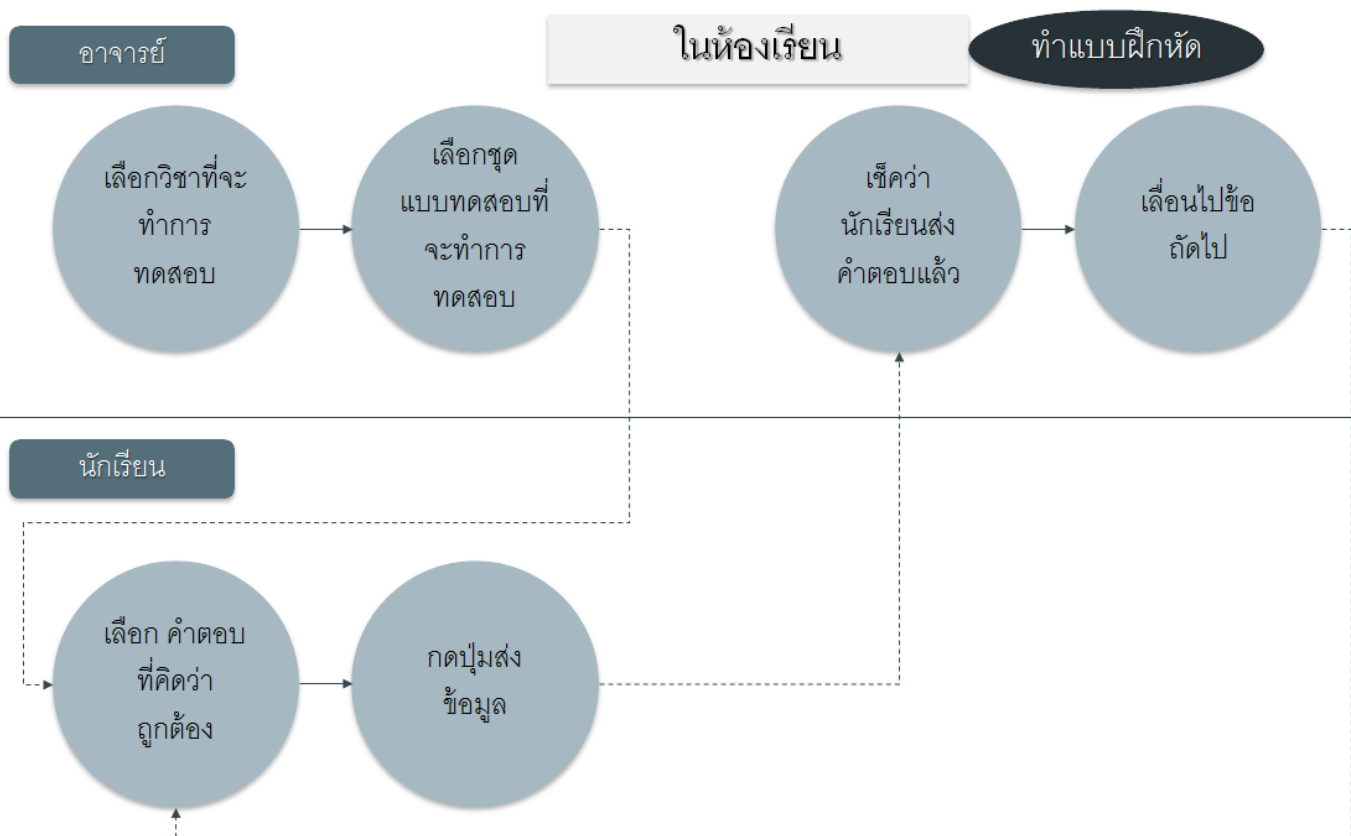 อาจารย์
ในห้องเรียน
ทำแบบฝึกหัด
เลือกวิชาที่จะ
ทำการ
ทดสอบ
เลือกชุด
แบบทดสอบที่
จะทำการ
ทดสอบ
เช็คว่า
นักเรียนส่ง
คำตอบแล้ว
เลื่อนไปข้อ
ถัดไป
นักเรียน
เลือก คำตอบ
ที่คิดว่า
ถูกต้อง
กดปุ่มส่ง
ข้อมูล